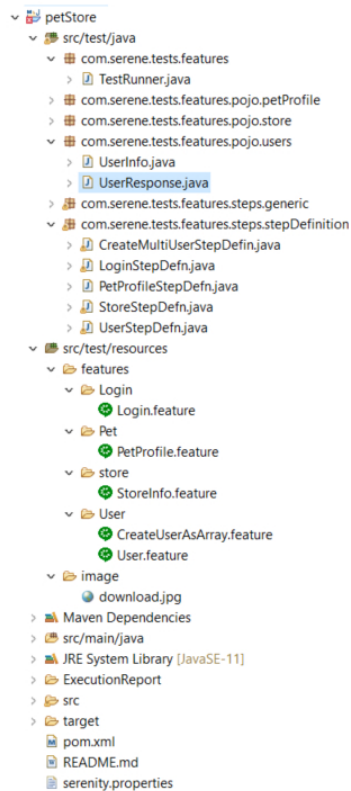 petStore
src/test/java
com.serene.tests.features
TestRunner.java
com.serene.tests.features.pojo.petProfile
com.serene.tests.features.pojo.store
com.serene.tests.features.pojo.users
UserInfo.java
UserResponse.java
com.serene.tests.features.steps.generic
com.serene.tests.features.steps.stepDefinition
CreateMultiUserStepDefin.java
LoginStepDefn.java
PetProfileStepDefn.java
StoreStepDefn.java
UserStepDefn.java
src/test/resources
features
Login
Login.feature
Pet
PetProfile.feature
store
StoreInfo.feature
User
CreateUserAsArray.feature
User.feature
image
download.jpg
Maven Dependencies
src/main/java
JRE System Library [JavaSE-11]
ExecutionReport
src
target
pom.xml
README.md
serenity.properties